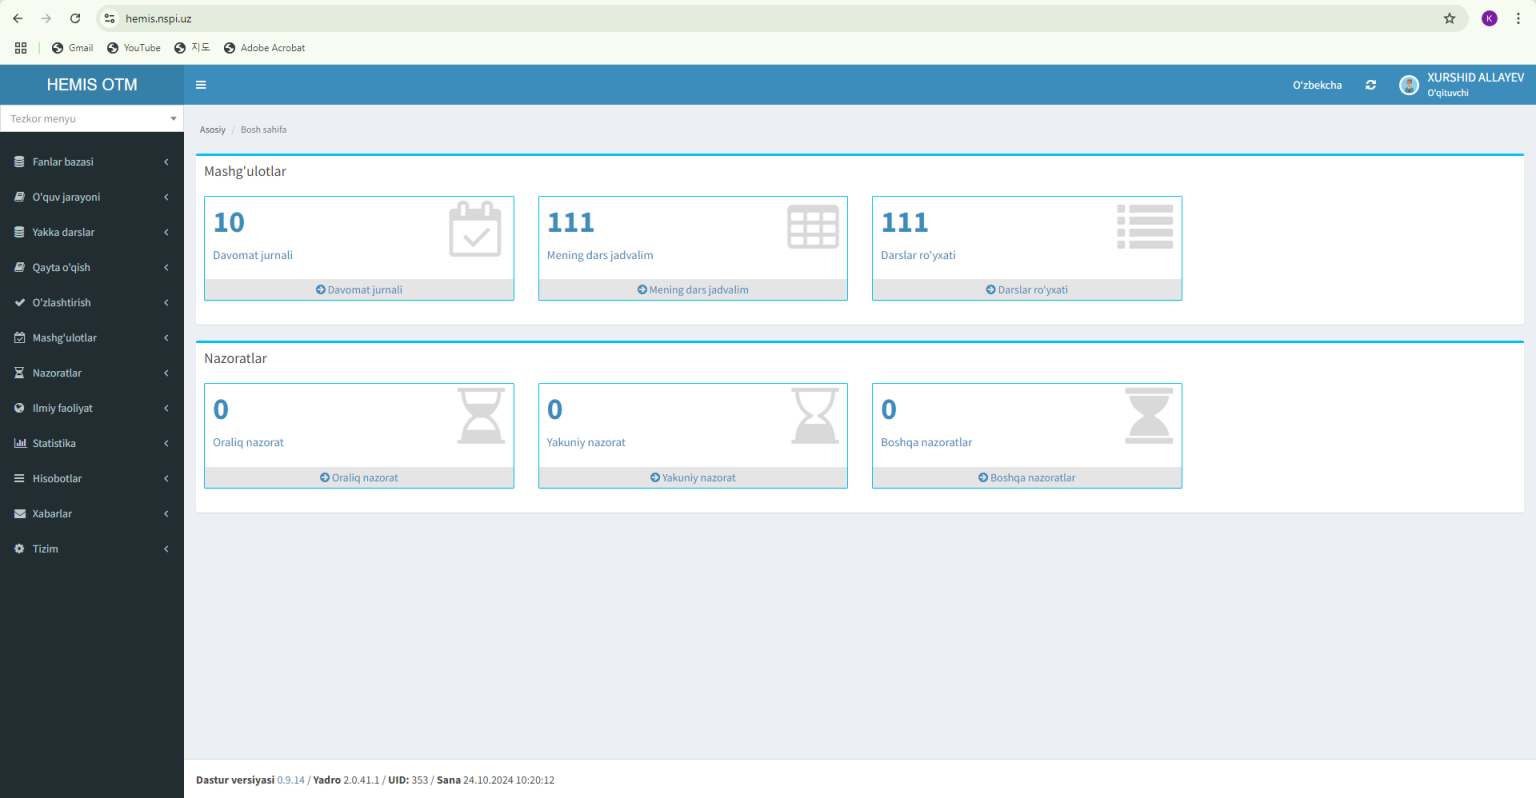 hemis.nspi.uz
K
Gmail YouTube 지도 Adobe Acrobat
HEMIS OTM
O'zbekcha
XURSHID ALLAYEV
O'qituvchi
Tezkor menyu
Fanlar bazasi
O'quv jarayoni
Yakka darslar
Qayta o'qish
O'zlashtirish
Mashg'ulotlar
Nazoratlar
Ilmiy faoliyat
Statistika
Hisobotlar
Xabarlar
Tizim
Asosiy / Bosh sahifa
Mashg'ulotlar
10
Davomat jurnali
Davomat jurnali
111
Mening dars jadvalim
Mening dars jadvalim
111
Darslar ro'yxati
Darslar ro'yxati
Nazoratlar
0
Oraliq nazorat
Oraliq nazorat
0
Yakuniy nazorat
Yakuniy nazorat
0
Boshqa nazoratlar
Boshqa nazoratlar
Dastur versiyasi 0.9.14 / Yadro 2.0.41.1 / UID: 353 / Sana 24.10.2024 10:20:12